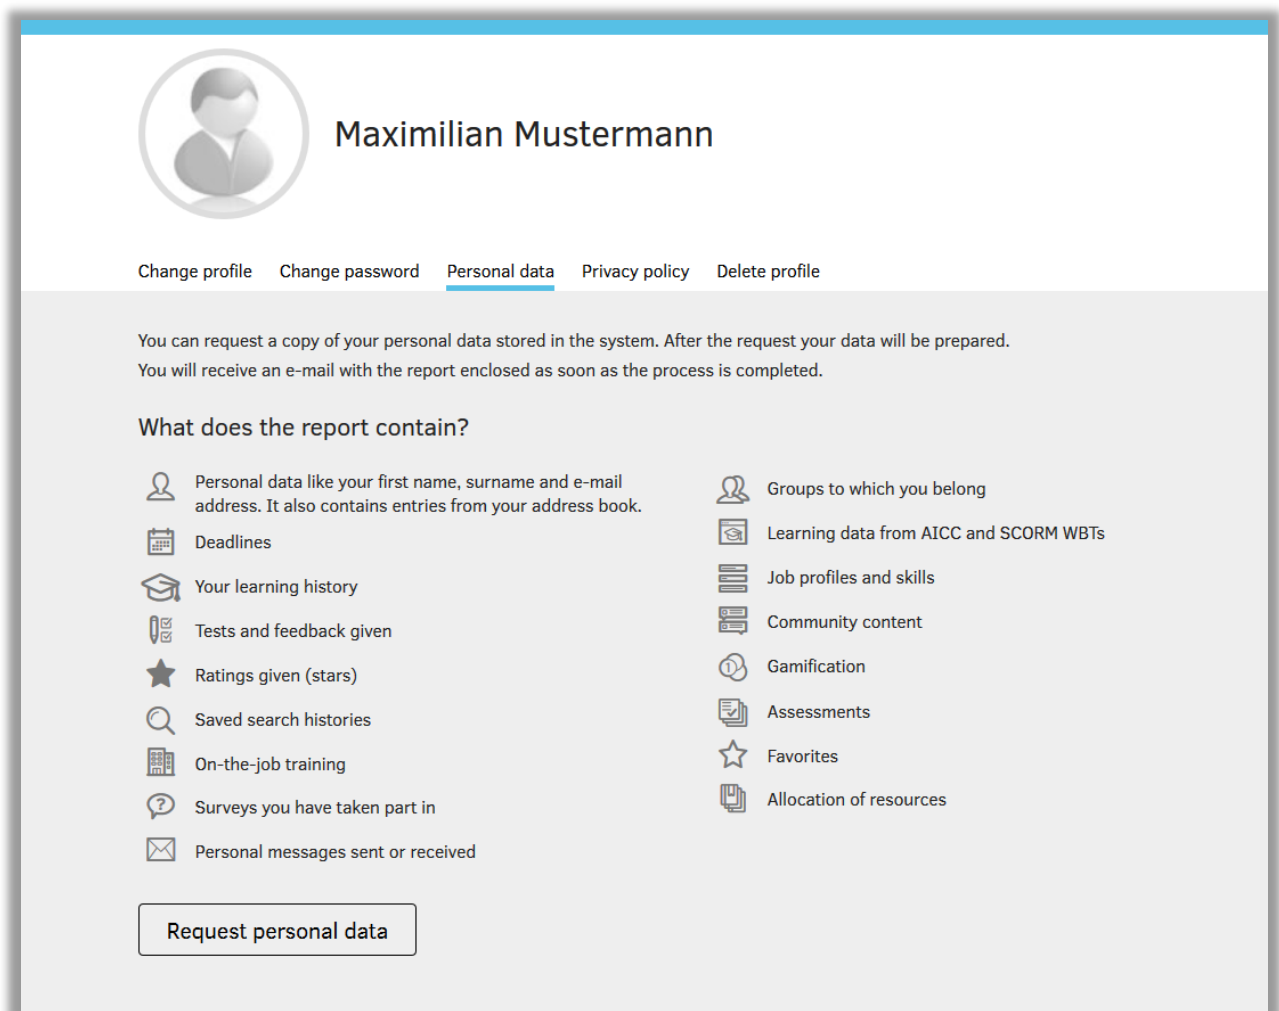 Maximilian Mustermann
Change profile Change password Personal data Privacy policy Delete profile
You can request a copy of your personal data stored in the system. After the request your data will be prepared.
You will receive an e-mail with the report enclosed as soon as the process is completed.
What does the report contain?
Personal data like your first name, surname and e-mail
address. It also contains entries from your address book.
Deadlines
Your learning history
Tests and feedback given
Ratings given (stars)
Saved search histories
On-the-job training
Surveys you have taken part in
Personal messages sent or received
Groups to which you belong
Learning data from AICC and SCORM WBTs
Job profiles and skills
Community content
Gamification
Assessments
Favorites
Allocation of resources
Request personal data